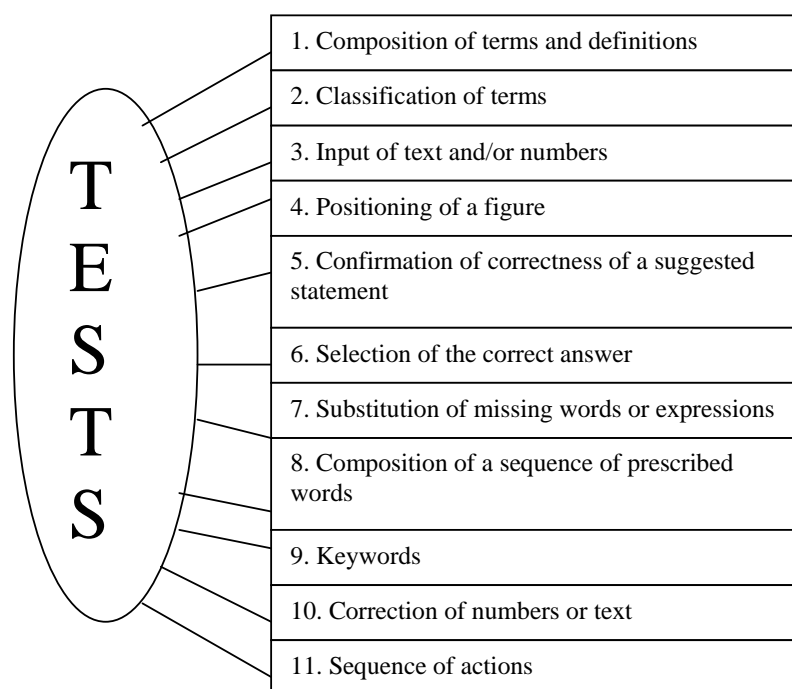 T
E
S
T
S
1. Composition of terms and definitions
2. Classification of terms
3. Input of text and/or numbers
4. Positioning of a figure
5. Confirmation of correctness of a suggested
statement
6. Selection of the correct answer
7. Substitution of missing words or expressions
8. Composition of a sequence of prescribed
words
9. Keywords
10. Correction of numbers or text
11. Sequence of actions